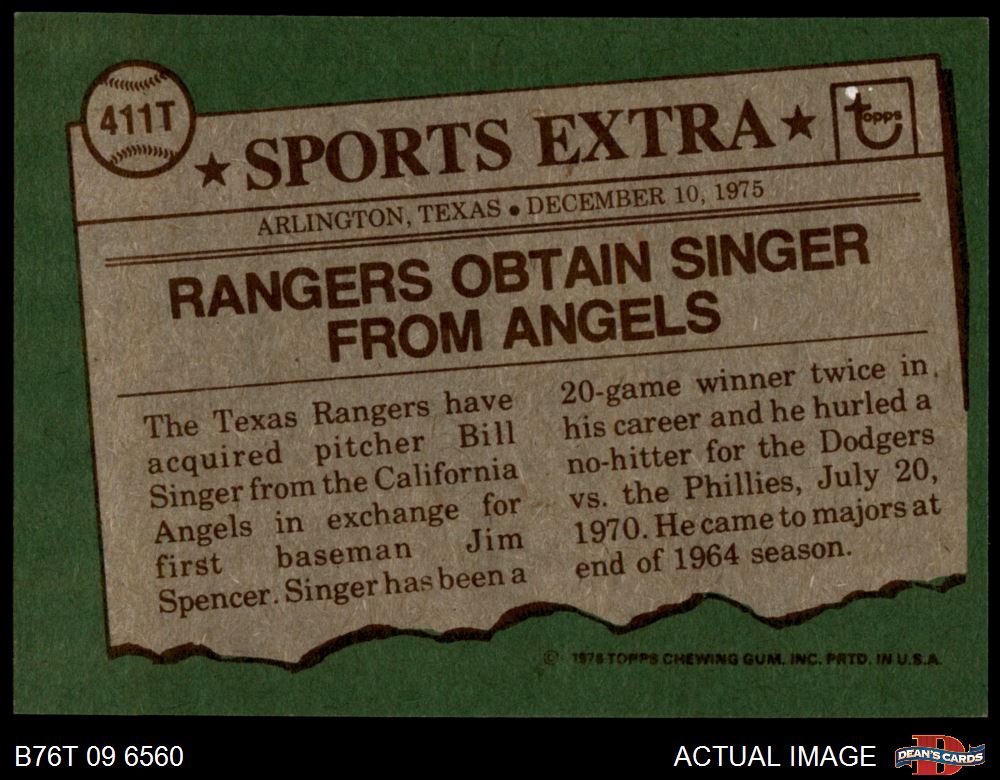 411T
★ SPORTS EXTRA ★
topps
ARLINGTON, TEXAS • DECEMBER 10, 1975
RANGERS OBTAIN SINGER
FROM ANGELS
The Texas Rangers have
acquired pitcher Bill
Singer from the California
Angels in exchange for
first baseman Jim
Spencer. Singer has been a
20-game winner twice in
his career and he hurled a
no-hitter for the Dodgers
vs. the Phillies, July 20,
1970. He came to majors at
end of 1964 season.
© 1976 TOPPS CHEWING GUM, INC. PRTD. IN U.S.A.
B76T 09 6560
ACTUAL IMAGE
DEAN'S CARDS